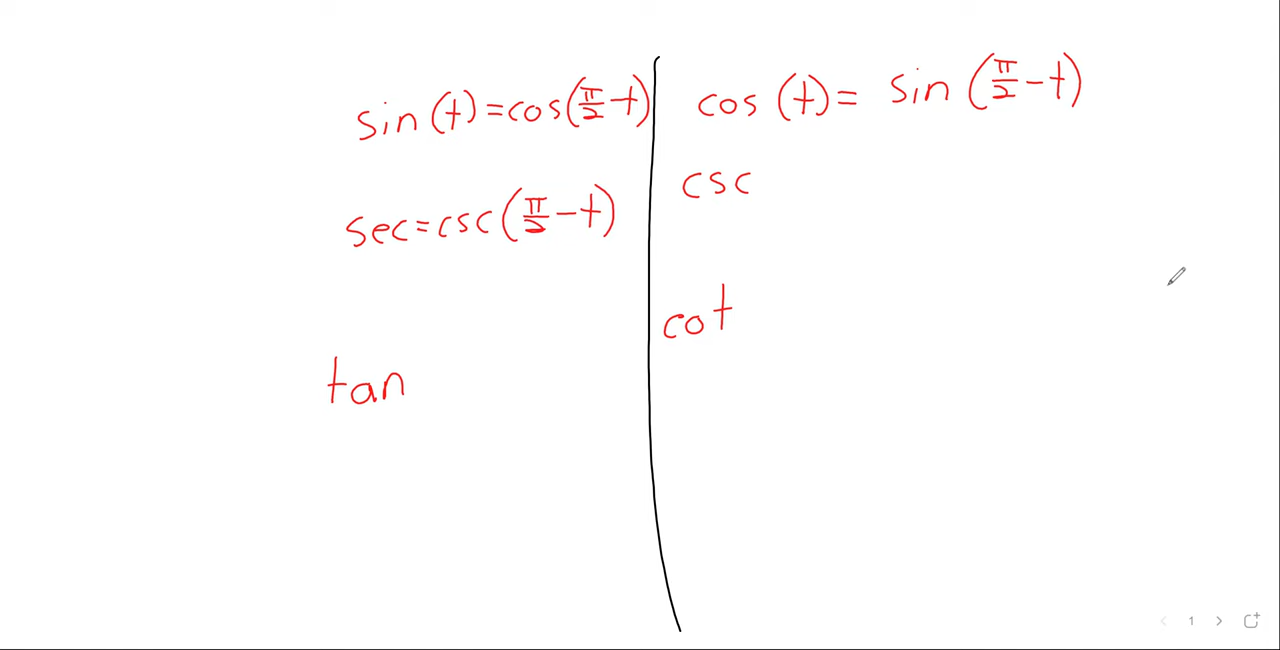 sin(t)=cos(π/2-t)
sec=csc(π/2-t)
tan
cos(t)= sin(π/2-t)
csc
cot
1